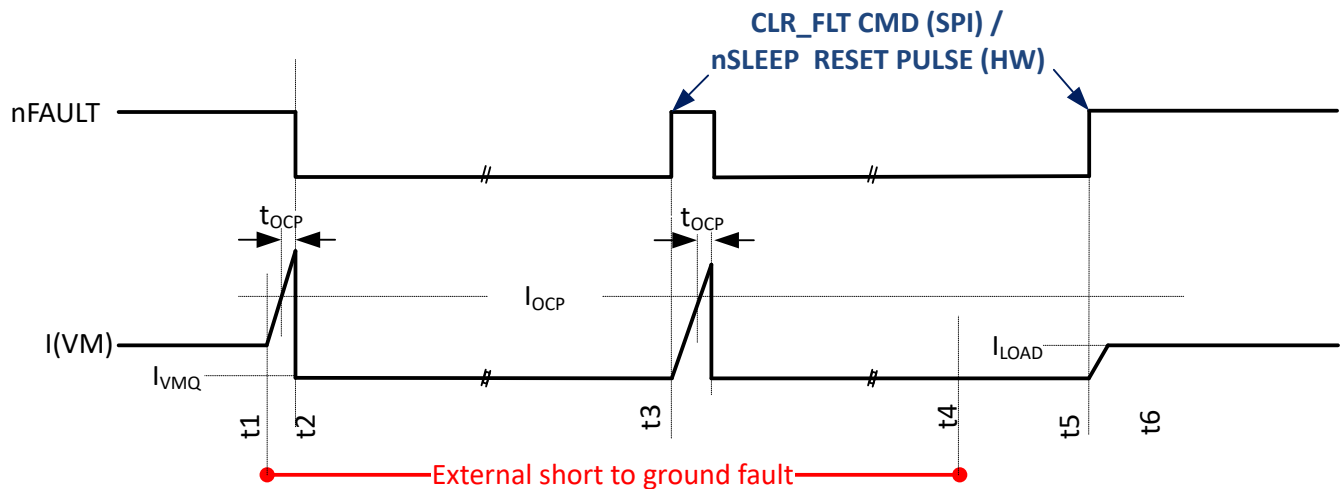 CLR_FLT CMD (SPI) /
nSLEEP RESET PULSE (HW)
nFAULT
//
//
tOCP
tOCP
IOCP
I(VM)
ILOAD
IVMQ
//
//
t1
t2
t3
t4
t5
t6
External short to ground fault